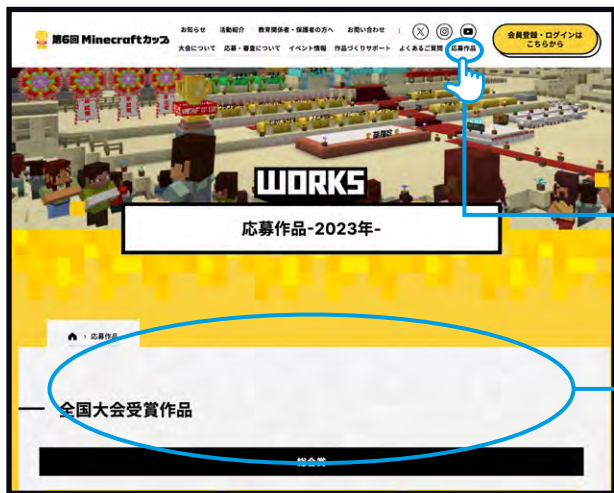 第6回 Minecraftカップ
お知らせ 活動紹介 教育関係者・保護者の方へ お問い合わせ
大会について 応募・審査について イベント情報 作品づくりサポート よくあるご質問 応募作品
会員登録・ログインは
こちらから
WORKS
応募作品-2023年-
応募作品
全国大会受賞作品
総合賞